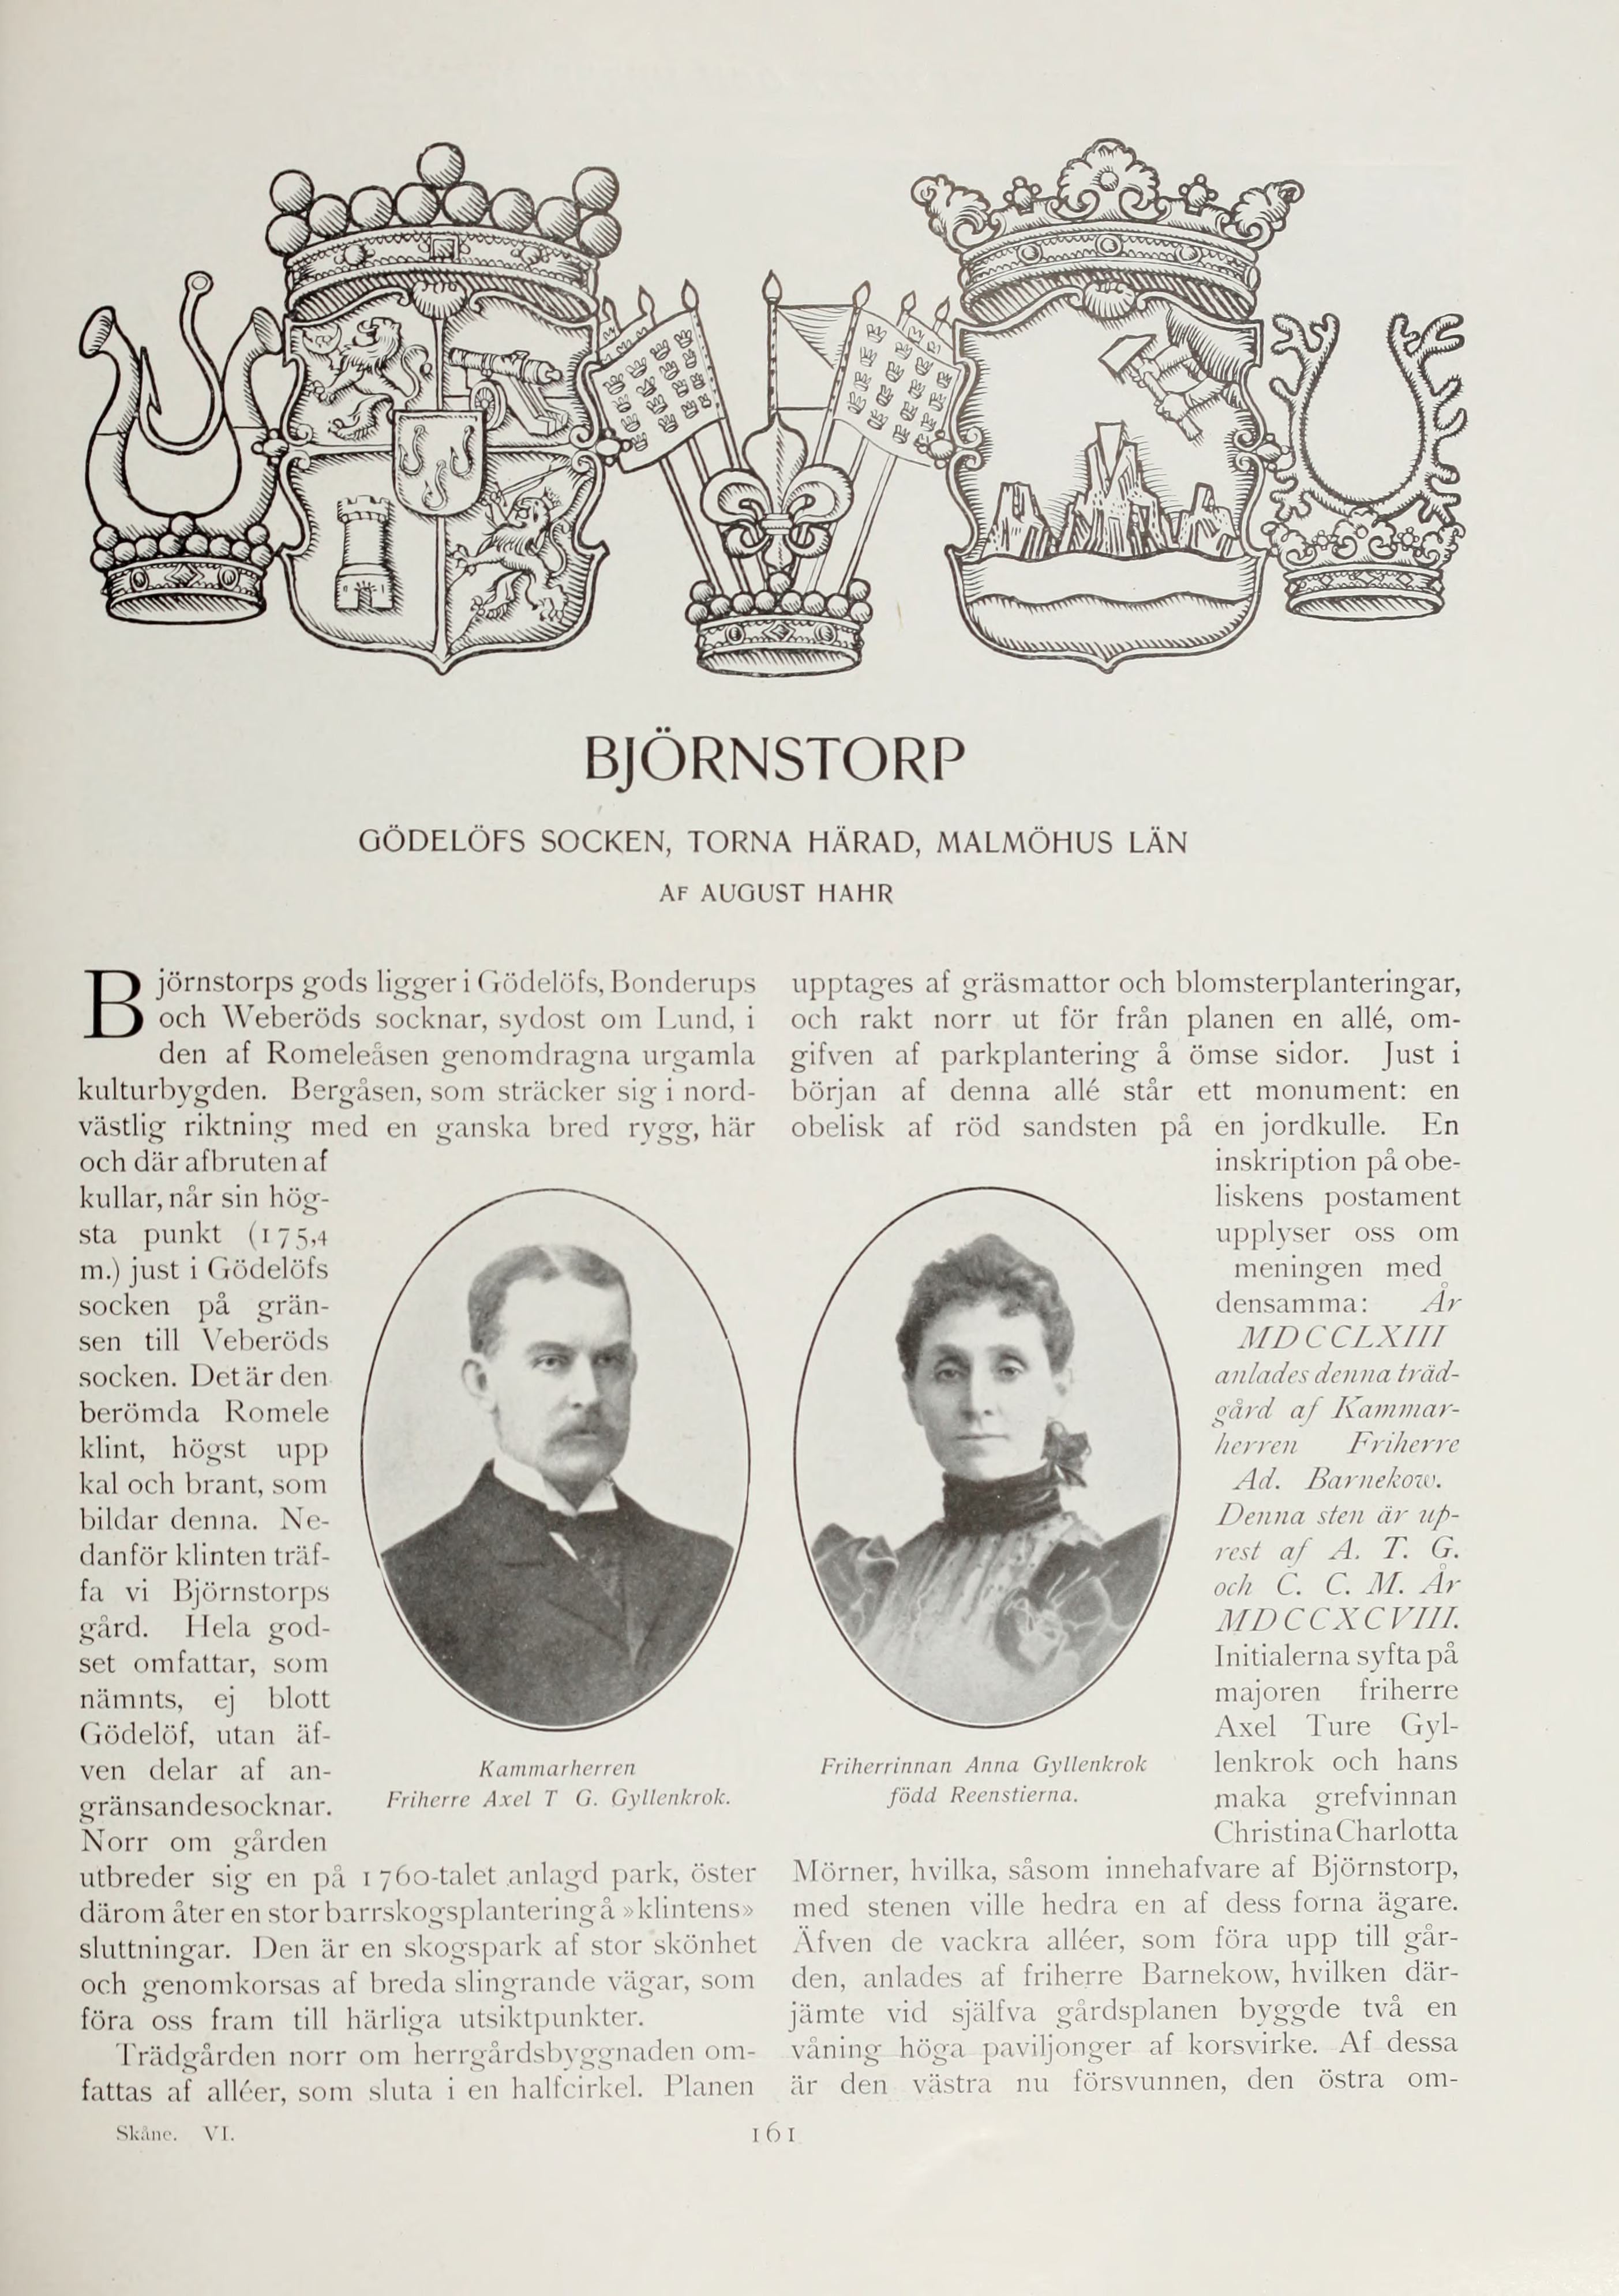 BJÖRNSTORP
GÖDELÖFS SOCKEN, TORNA HÄRAD, MALMÖHUS LÄN
AF AUGUST HAHR
Björnstorps gods ligger i Gödelöfs, Bonderups
och Weberöds socknar, sydost om Lund, i
den af Romeleåsen genomdragna urgamla
kulturbygden. Bergåsen, som sträcker sig i nord-
västlig riktning med en ganska bred rygg, här
och där afbruten af
kullar, når sin hög-
sta punkt (175,4
m.) just i Gödelöfs
socken på grän-
sen till Veberöds
socken. Det är den
berömda Romele
klint, högst upp
kal och brant, som
bildar denna. Ne-
danför klinten träf-
fa vi Björnstorps
gård. Hela god-
set omfattar, som
nämnts, ej blott
Gödelöf, utan äf-
ven delar af an-
gränsande socknar.
Norr om gården
utbreder sig en på 1760-talet anlagd park, öster
därom åter en stor barrskogsplantering å »klintens»
sluttningar. Den är en skogspark af stor skönhet
och genomkorsas af breda slingrande vägar, som
föra oss fram till härliga utsiktpunkter.
Trädgården norr om herrgårdsbyggnaden om-
fattas af alléer, som sluta i en halfcirkel. Planen
Kammarherren
Friherre Axel T G. Gyllenkrok.
Friherrinnan Anna Gyllenkrok
född Reenstierna.
upptages af gräsmattor och blomsterplanteringar,
och rakt norr ut för från planen en allé, om-
gifven af parkplantering å ömse sidor. Just i
början af denna allé står ett monument: en
obelisk af röd sandsten på en jordkulle. En
inskription på obe-
liskens postament
upplyser oss om
meningen med
densamma: År
MDCCLXIII
anlades denna träd-
gård af Kammar-
herren Friherre
Ad. Barnekow.
Denna sten är up-
rest af A. T. G.
och C. C. M. År
MDCCXCVIII.
Initialerna syfta på
majoren friherre
Axel Ture Gyl-
lenkrok och hans
maka grefvinnan
Christina Charlotta
Mörner, hvilka, såsom innehafvare af Björnstorp,
med stenen ville hedra en af dess forna ägare.
Äfven de vackra alléer, som föra upp till går-
den, anlades af friherre Barnekow, hvilken där-
jämte vid själfva gårdsplanen byggde två en
våning höga paviljonger af korsvirke. Af dessa
är den västra nu försvunnen, den östra om-
Skåne. VI.
161